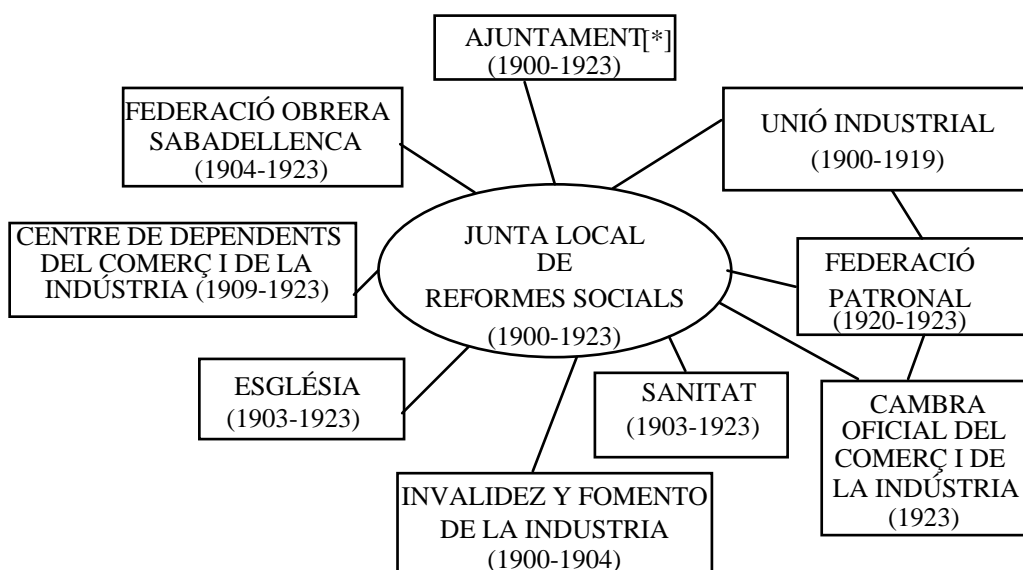 AJUNTAMENT[*]
(1900-1923)
FEDERACIÓ OBRERA
SABADELLENCA
(1904-1923)
UNIÓ INDUSTRIAL
(1900-1919)
CENTRE DE DEPENDENTS
DEL COMERÇ I DE LA
INDÚSTRIA (1909-1923)
JUNTA LOCAL
DE
REFORMES SOCIALS
(1900-1923)
FEDERACIÓ
PATRONAL
(1920-1923)
ESGLÉSIA
(1903-1923)
SANITAT
(1903-1923)
CAMBRA
OFICIAL DEL
COMERÇ I DE
LA INDÚSTRIA
(1923)
INVALIDEZ Y FOMENTO
DE LA INDUSTRIA
(1900-1904)